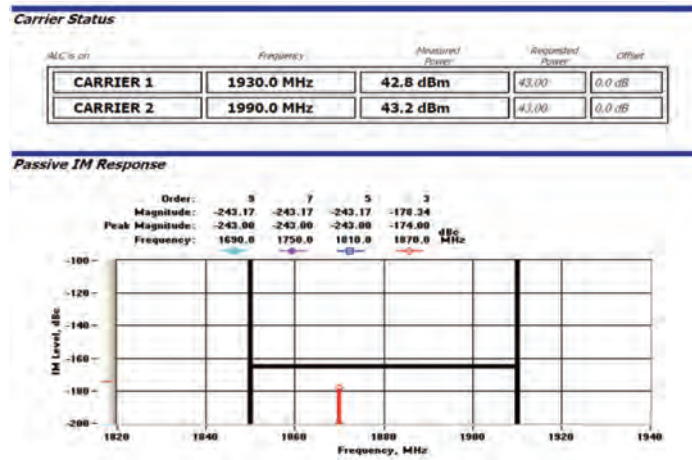 Carrier Status
ALC is on Frequency Measured Power Requested Power Offset
CARRIER 1 1930.0 MHz 42.8 dBm 43.00 0.0 dB
CARRIER 2 1990.0 MHz 43.2 dBm 43.00 0.0 dB
Passive IM Response
Order: 9 7 5 3
Magnitude: -243.17 -243.17 -243.17 -178.34
Peak Magnitude: -243.00 -243.00 -243.00 -174.00 dBc
Frequency: 1690.0 1750.0 1810.0 1870.0 MHz
-100
-120
-140
-160
-180
-200
IM Level, dBc
1820 1840 1860 1880 1900 1920 1940
Frequency, MHz